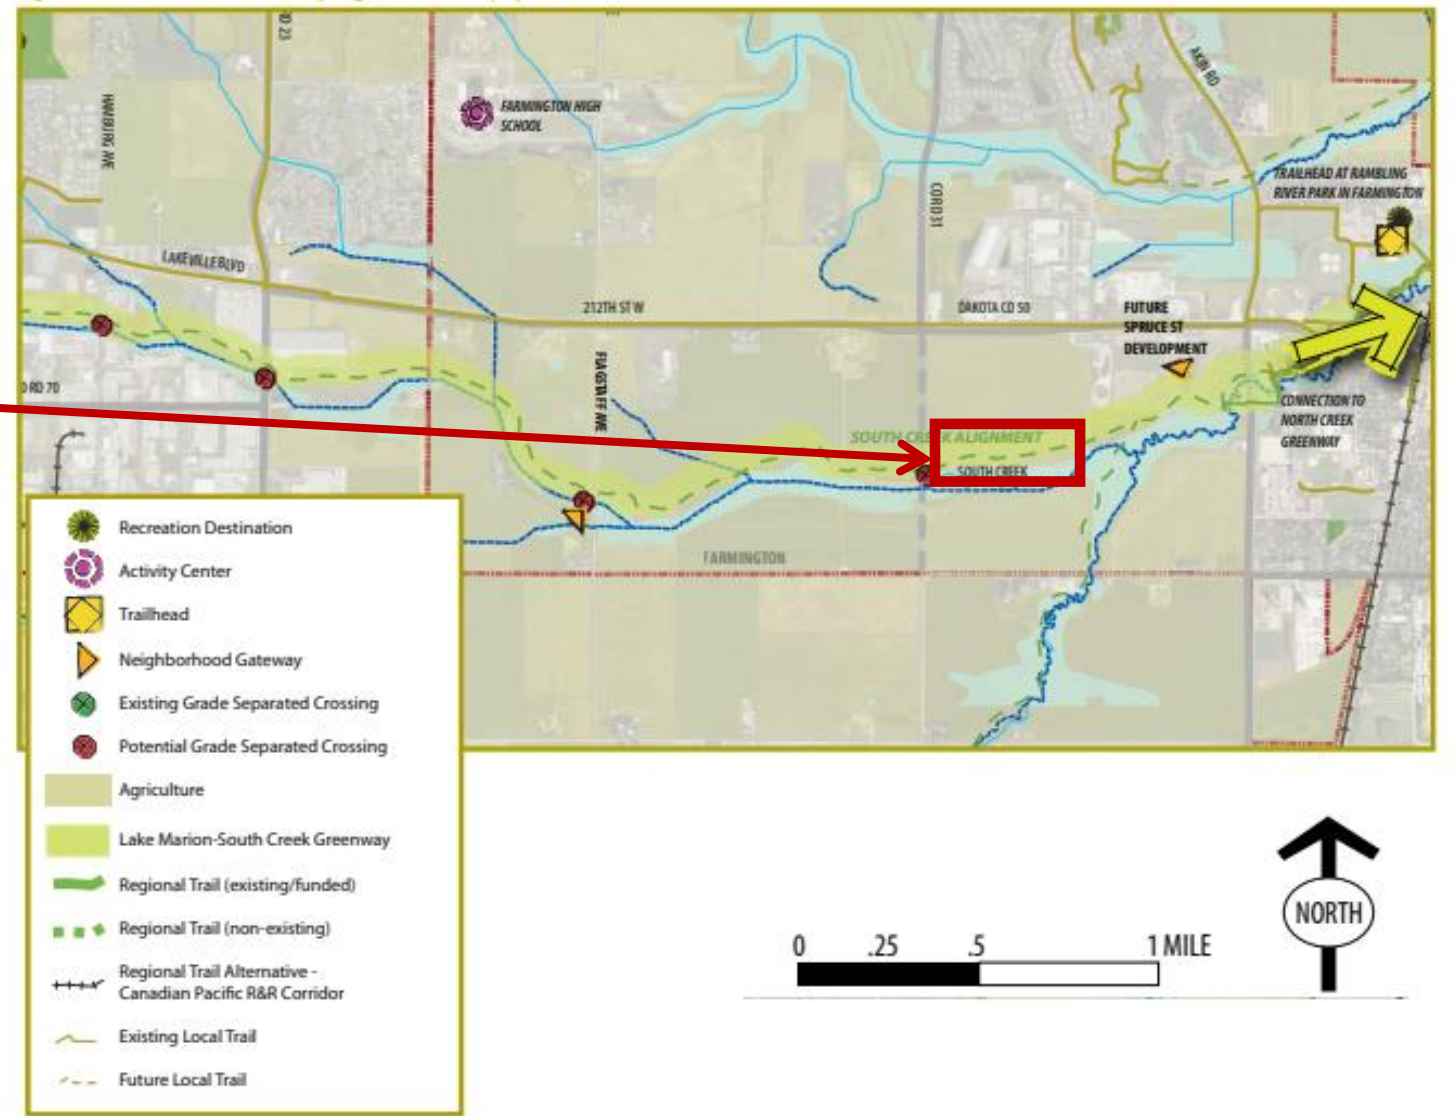 RD 23
HAMBURG AVE
FARMINGTON HIGH
SCHOOL
AKIN RD
TRAILHEAD AT RAMBLING
RIVER PARK IN FARMINGTON
CORD 31
LAKEVILLE BLVD
212TH ST W
DAKOTA CO 50
FUTURE
SPRUCE ST
DEVELOPMENT
FLAGSTAFF AVE
RD 70
CONNECTION TO
NORTH CREEK
GREENWAY
SOUTH CREEK ALIGNMENT
SOUTH CREEK
FARMINGTON
Recreation Destination
Activity Center
Trailhead
Neighborhood Gateway
Existing Grade Separated Crossing
Potential Grade Separated Crossing
Agriculture
Lake Marion-South Creek Greenway
Regional Trail (existing/funded)
Regional Trail (non-existing)
Regional Trail Alternative -
Canadian Pacific R&R Corridor
Existing Local Trail
Future Local Trail
0 .25 .5 1 MILE
NORTH